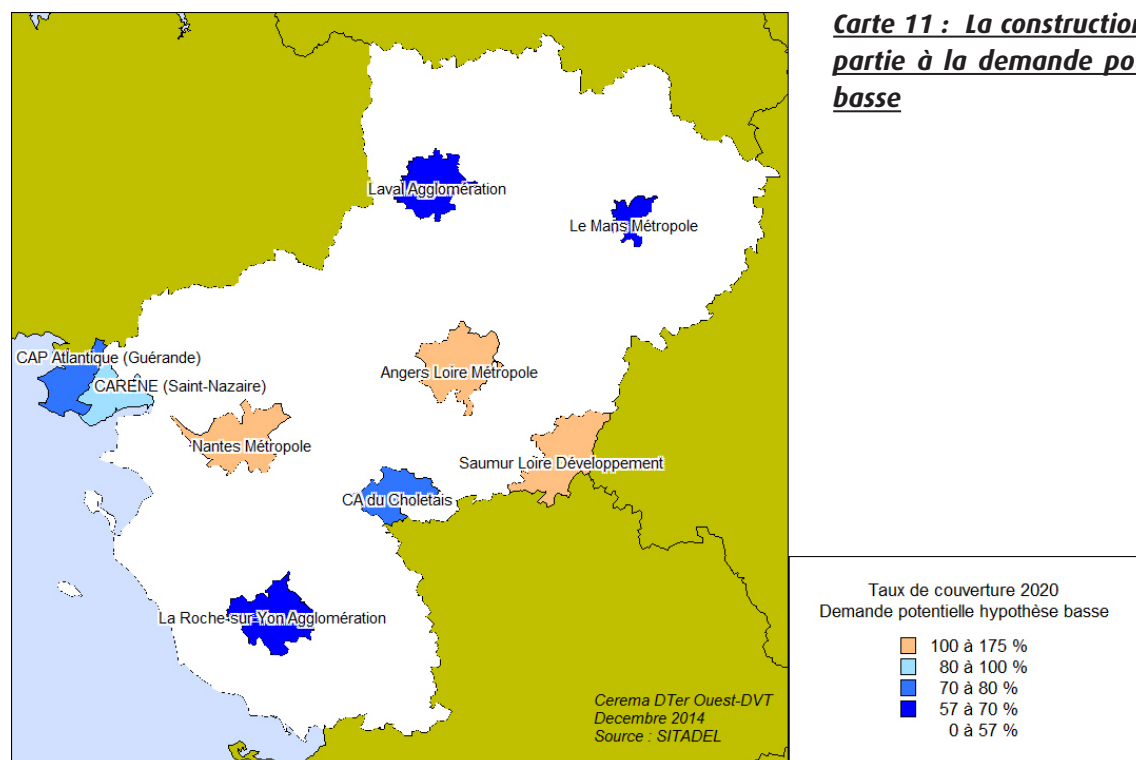 Carte 11 : La construction
partie à la demande
basse
Laval Agglomération
Le Mans Métropole
CAP Atlantique (Guérande)
CARENE (Saint-Nazaire)
Angers Loire Métropole
Nantes Métropole
Saumur Loire Développement
CA du Choletais
La Roche-sur-Yon Agglomération
Cerema DTer Ouest-DVT
Decembre 2014
Source : SITADEL
Taux de couverture 2020
Demande potentielle hypothèse basse
100 à 175 %
80 à 100 %
70 à 80 %
57 à 70 %
0 à 57 %